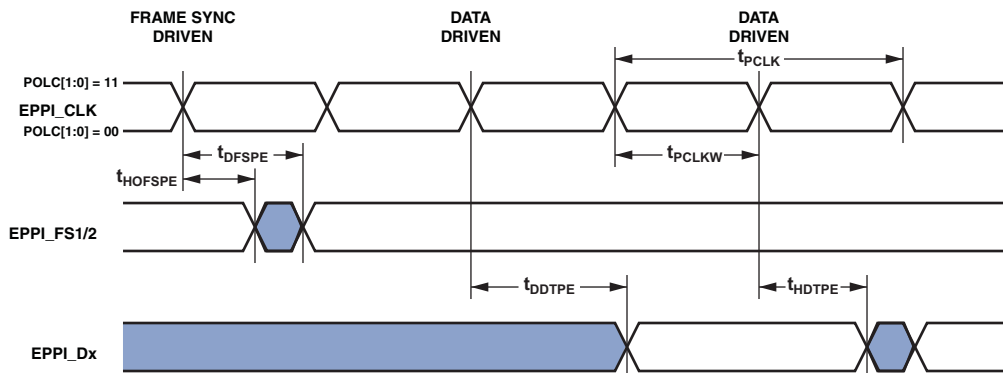 FRAME SYNC
DRIVEN
DATA
DRIVEN
DATA
DRIVEN
tPCLK
POLC[1:0] = 11
EPPI_CLK
POLC[1:0] = 00
tDFSPE
tPCLKW
tHOFSPE
EPPI_FS1/2
tDDTPE
tHDTPE
EPPI_Dx